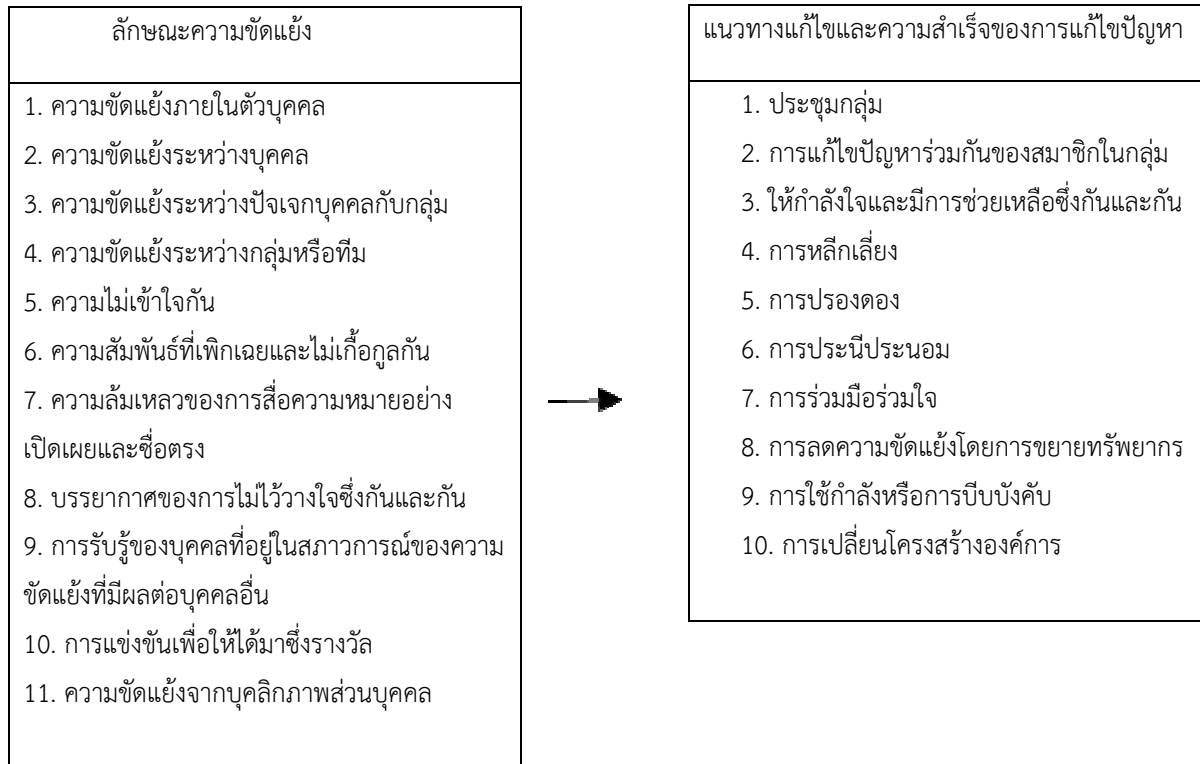 ลักษณะความขัดแย้ง
1. ความขัดแย้งภายในตัวบุคคล
2. ความขัดแย้งระหว่างบุคคล
3. ความขัดแย้งระหว่างปัจเจกบุคคลกับกลุ่ม
4. ความขัดแย้งระหว่างกลุ่มหรือทีม
5. ความไม่เข้าใจกัน
6. ความสัมพันธ์ที่เพิกเฉยและไม่เกื้อกูลกัน
7. ความล้มเหลวของการสื่อความหมายอย่าง
เปิดเผยและซื่อตรง
8. บรรยากาศของการไม่ไว้วางใจซึ่งกันและกัน
9. การรับรู้ของบุคคลที่อยู่ในสภาวการณ์ของความ
ขัดแย้งที่มีผลต่อบุคคลอื่น
10. การแข่งขันเพื่อให้ได้มาซึ่งรางวัล
11. ความขัดแย้งจากบุคลิกภาพส่วนบุคคล
แนวทางแก้ไขและความสำเร็จของการแก้ไขปัญหา
1. ประชุมกลุ่ม
2. การแก้ไขปัญหาร่วมกันของสมาชิกในกลุ่ม
3. ให้กำลังใจและมีการช่วยเหลือซึ่งกันและกัน
4. การหลีกเลี่ยง
5. การปรองดอง
6. การประนีประนอม
7. การร่วมมือร่วมใจ
8. การลดความขัดแย้งโดยการขยายทรัพยากร
9. การใช้กำลังหรือการบีบบังคับ
10. การเปลี่ยนโครงสร้างองค์การ